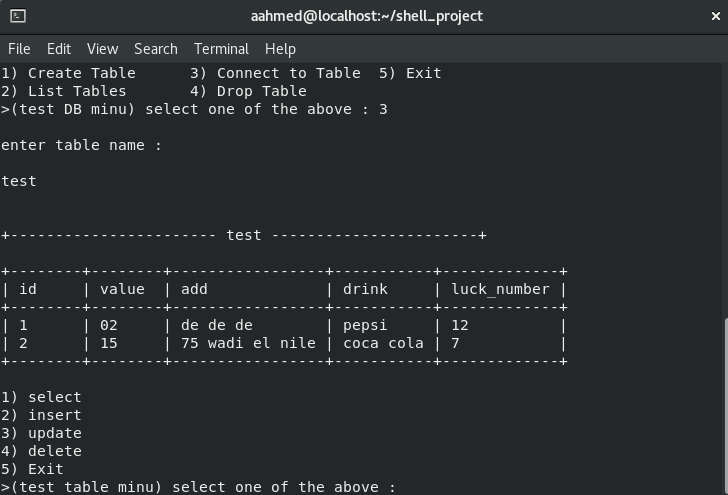 aahmed@localhost:~/shell_project
File Edit View Search Terminal Help
1) Create Table      3) Connect to Table  5) Exit
2) List Tables       4) Drop Table
>(test DB minu) select one of the above : 3
enter table name :
test
+----------------------- test -----------------------+
+--------+--------+-----------------+-----------+-------------+
| id     | value  | add             | drink     | luck_number |
+--------+--------+-----------------+-----------+-------------+
| 1      | 02     | de de de        | pepsi     | 12          |
| 2      | 15     | 75 wadi el nile | coca cola | 7           |
+--------+--------+-----------------+-----------+-------------+
1) select
2) insert
3) update
4) delete
5) Exit
>(test table minu) select one of the above :